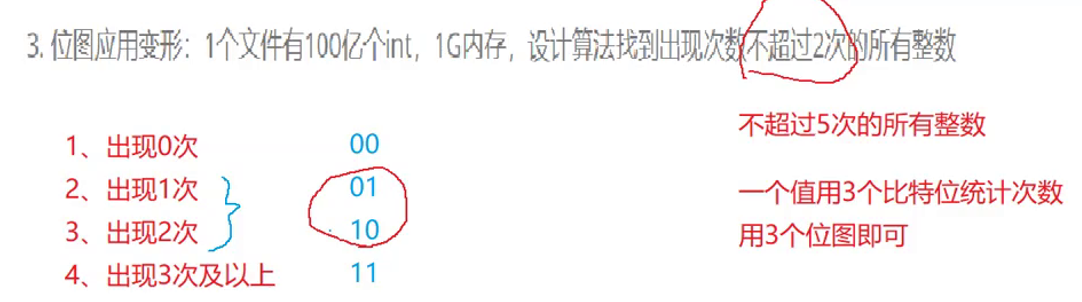 3. 位图应用变形：1个文件有100亿个int，1G内存，设计算法找到出现次数不超过2次的所有整数
不超过5次的所有整数
1、出现0次 00
2、出现1次 01
一个值用3个比特位统计次数
3、出现2次 10
用3个位图即可
4、出现3次及以上 11